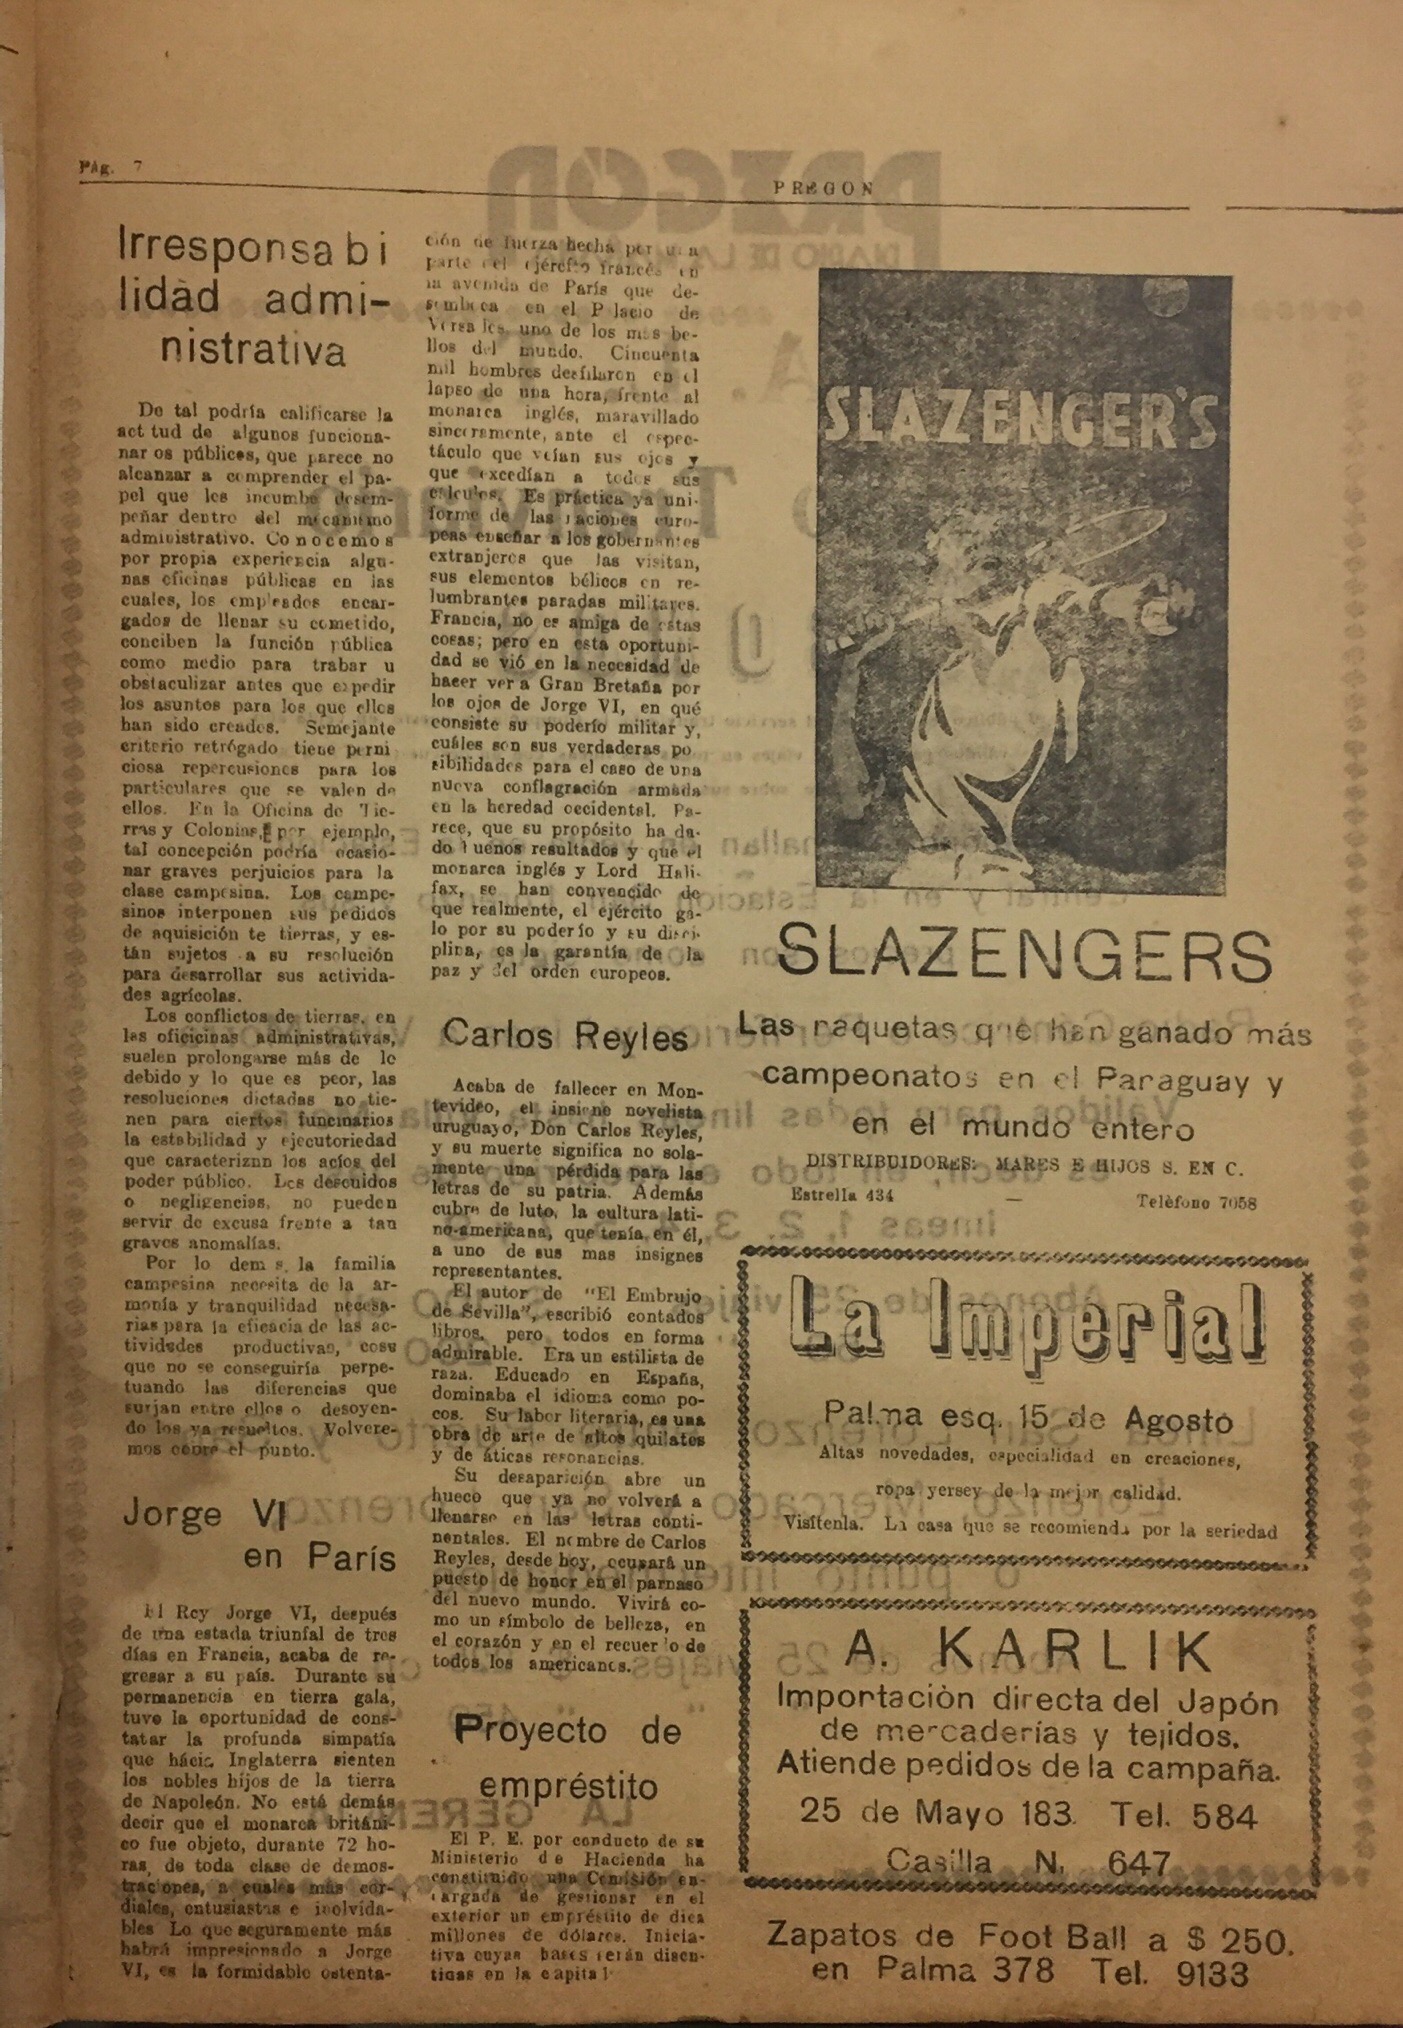 Pág. 7
PREGON
Irresponsabi
lidad admi-
nistrativa
De tal podría calificarse la
act tud de algunos funciona-
nar os públicos, que parece no
alcanzar a comprender el pa-
pel que les incumbe desem-
peñar dentro del mecanismo
administrativo. Conocemos
por propia experiencia algu-
nas oficinas públicas en las
cuales, los empleados encar-
gados de llenar su cometido,
conciben la función pública
como medio para trabar u
obstaculizar antes que expedir
los asuntos para los que ellos
han sido creados. Semejante
criterio retrógado tiene perni
ciosa repercusiones para los
particulares que se valen de
ellos. En la Oficina de Tie-
rras y Colonias, por ejemplo,
tal concepción podría ocasio-
nar graves perjuicios para la
clase campesina. Los campe-
sinos interponen sus pedidos
de aquisición te tierras, y es-
tán sujetos a su resolución
para desarrollar sus activida-
des agrícolas.
Los conflictos de tierras, en
las oficicinas administrativas,
suelen prolongarse más de lo
debido y lo que es peor, las
resoluciones dictadas no tie-
nen para ciertos funcinarios
la estabilidad y ejecutoriedad
que caracterizan los actos del
poder público. Los descuidos
o negligencias, no pueden
servir de excusa frente a tan
graves anomalías.
Por lo dem s, la familia
campesina necesita de la ar-
monía y tranquilidad necesa-
rias para la eficacia de las ac-
tividades productivas, cosa
que no se conseguiría perpe-
tuando las diferencias que
surjan entre ellos o desoyen-
do los ya resueltos. Volvere-
mos sobre el punto.
Jorge VI
en París
El Rey Jorge VI, después
de una estada triunfal de tres
días en Francia, acaba de re-
gresar a su país. Durante su
permanencia en tierra gala,
tuvo la oportunidad de cons-
tatar la profunda simpatía
que hácia Inglaterra sienten
los nobles hijos de la tierra
de Napoleón. No está demás
decir que el monarca británi-
co fue objeto, durante 72 ho-
ras, de toda clase de demos-
traciones, a cuales más cor-
diales, entusiastas e inolvida-
bles Lo que seguramente más
habrá impresionado a Jorge
VI, es la formidable ostenta-
ción de fuerza hecha por una
parte del ejército francés en
la avenida de París que de-
semboca en el P lacio de
Versalles, uno de los más be-
llos del mundo. Cincuenta
mil hombres desfilaron en el
lapso de una hora, frente al
monarca inglés, maravillado
sinceramente, ante el espec-
táculo que veían sus ojos y
que excedían a todos sus
cálculos. Es práctica ya uni-
forme de las naciones euro-
peas enseñar a los gobernantes
extranjeros que las visitan,
sus elementos bélicos en re-
lumbrantes paradas militares.
Francia, no es amiga de estas
cosas; pero en esta oportuni-
dad se vió en la necesidad de
hacer ver a Gran Bretaña por
los ojos de Jorge VI, en qué
consiste su poderío militar y,
cuáles son sus verdaderas po
sibilidades para el caso de una
nueva conflagración armada
en la heredad occidental. Pa-
rece, que su propósito ha da-
do buenos resultados y que el
monarca inglés y Lord Hali-
fax, se han convencido de
que realmente, el ejército ga-
lo por su poderío y su disci-
plina, es la garantía de la
paz y del orden europeos.
Carlos Reyles
Acaba de fallecer en Mon-
tevideo, el insigne novelista
uruguayo, Don Carlos Reyles,
y su muerte significa no sola-
mente una pérdida para las
letras de su patria. Además
cubre de luto, la cultura lati-
no-americana, que tenía en él,
a uno de sus mas insignes
representantes.
El autor de "El Embrujo
de Sevilla", escribió contados
libros, pero todos en forma
admirable. Era un estilista de
raza. Educado en España,
dominaba el idioma como po-
cos. Su labor literaria, es una
obra de arte de altos quilates
y de áticas resonancias.
Su desaparición abre un
hueco que ya no volverá a
llenarse en las letras conti-
nentales. El nombre de Carlos
Reyles, desde hoy, ocupará un
puesto de honor en el parnaso
del nuevo mundo. Vivirá co-
mo un símbolo de belleza, en
el corazón y en el recuer o de
todos los americanos.
Proyecto de
empréstito
El P. E. por conducto de su
Ministerio de Hacienda ha
constituido una Comisión en-
cargada de gestionar en el
exterior un empréstito de diez
millones de dólares. Inicia-
tiva cuyas bases serán discu-
tidas en la capital
SLAZENGER'S
SLAZENGERS
Las raquetas que han ganado más
campeonatos en el Paraguay y
en el mundo entero
DISTRIBUIDORES: MARES E HIJOS S. EN C.
Estrella 434 — Telèfono 7058
La Imperial
Palma esq. 15 de Agosto
Altas novedades, especialidad en creaciones,
ropa yersey de la mejor calidad.
Visítenla. La casa que se recomienda por la seriedad
A. KARLIK
Importaciòn directa del Japón
de mercaderías y tejidos.
Atiende pedidos de la campaña.
25 de Mayo 183. Tel. 584
Casilla N. 647
Zapatos de Foot Ball a $ 250.
en Palma 378 Tel. 9133